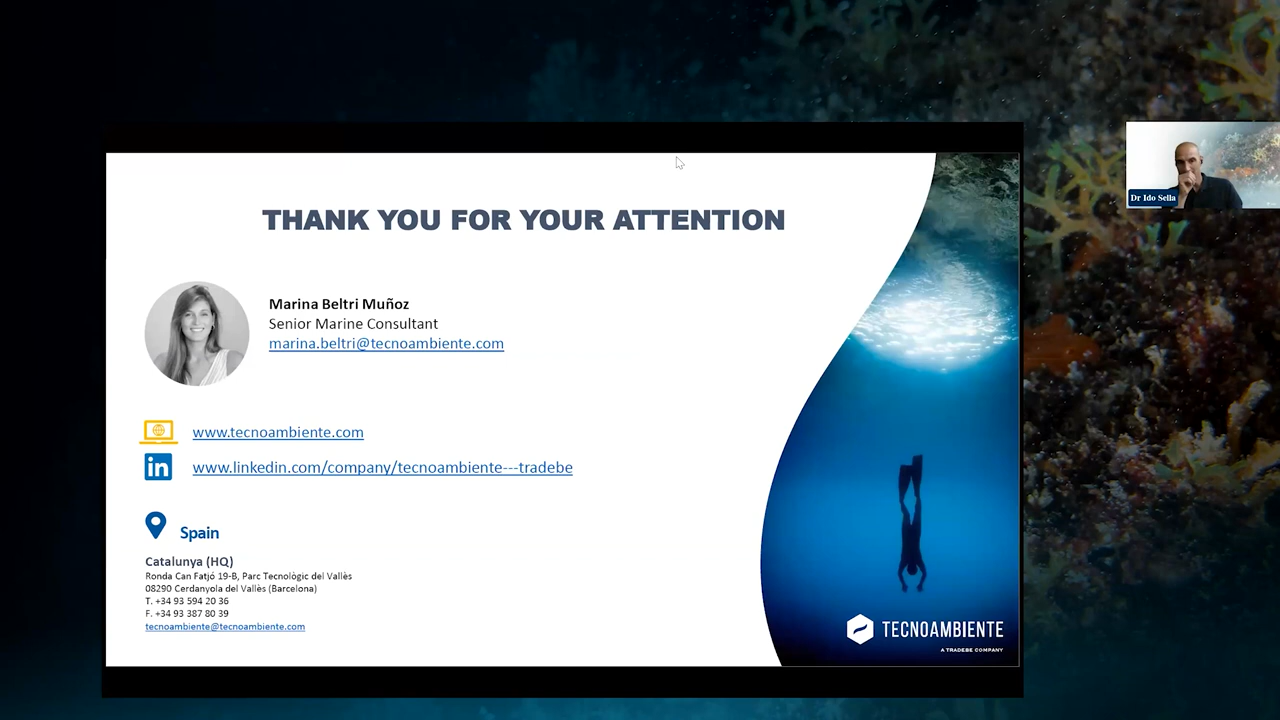 THANK YOU FOR YOUR ATTENTION
Marina Beltri Muñoz
Senior Marine Consultant
marina.beltri@tecnoambiente.com
www.tecnoambiente.com
in
www.linkedin.com/company/tecnoambiente---tradebe
Spain
Catalunya (HQ)
Ronda Can Fatjó 19-B, Parc Tecnològic del Vallès
08290 Cerdanyola del Vallès (Barcelona)
T. +34 93 594 20 36
F. +34 93 387 80 39
tecnoambiente@tecnoambiente.com
TECNOAMBIENTE
A TRADEBE COMPANY
Dr Ido Sella